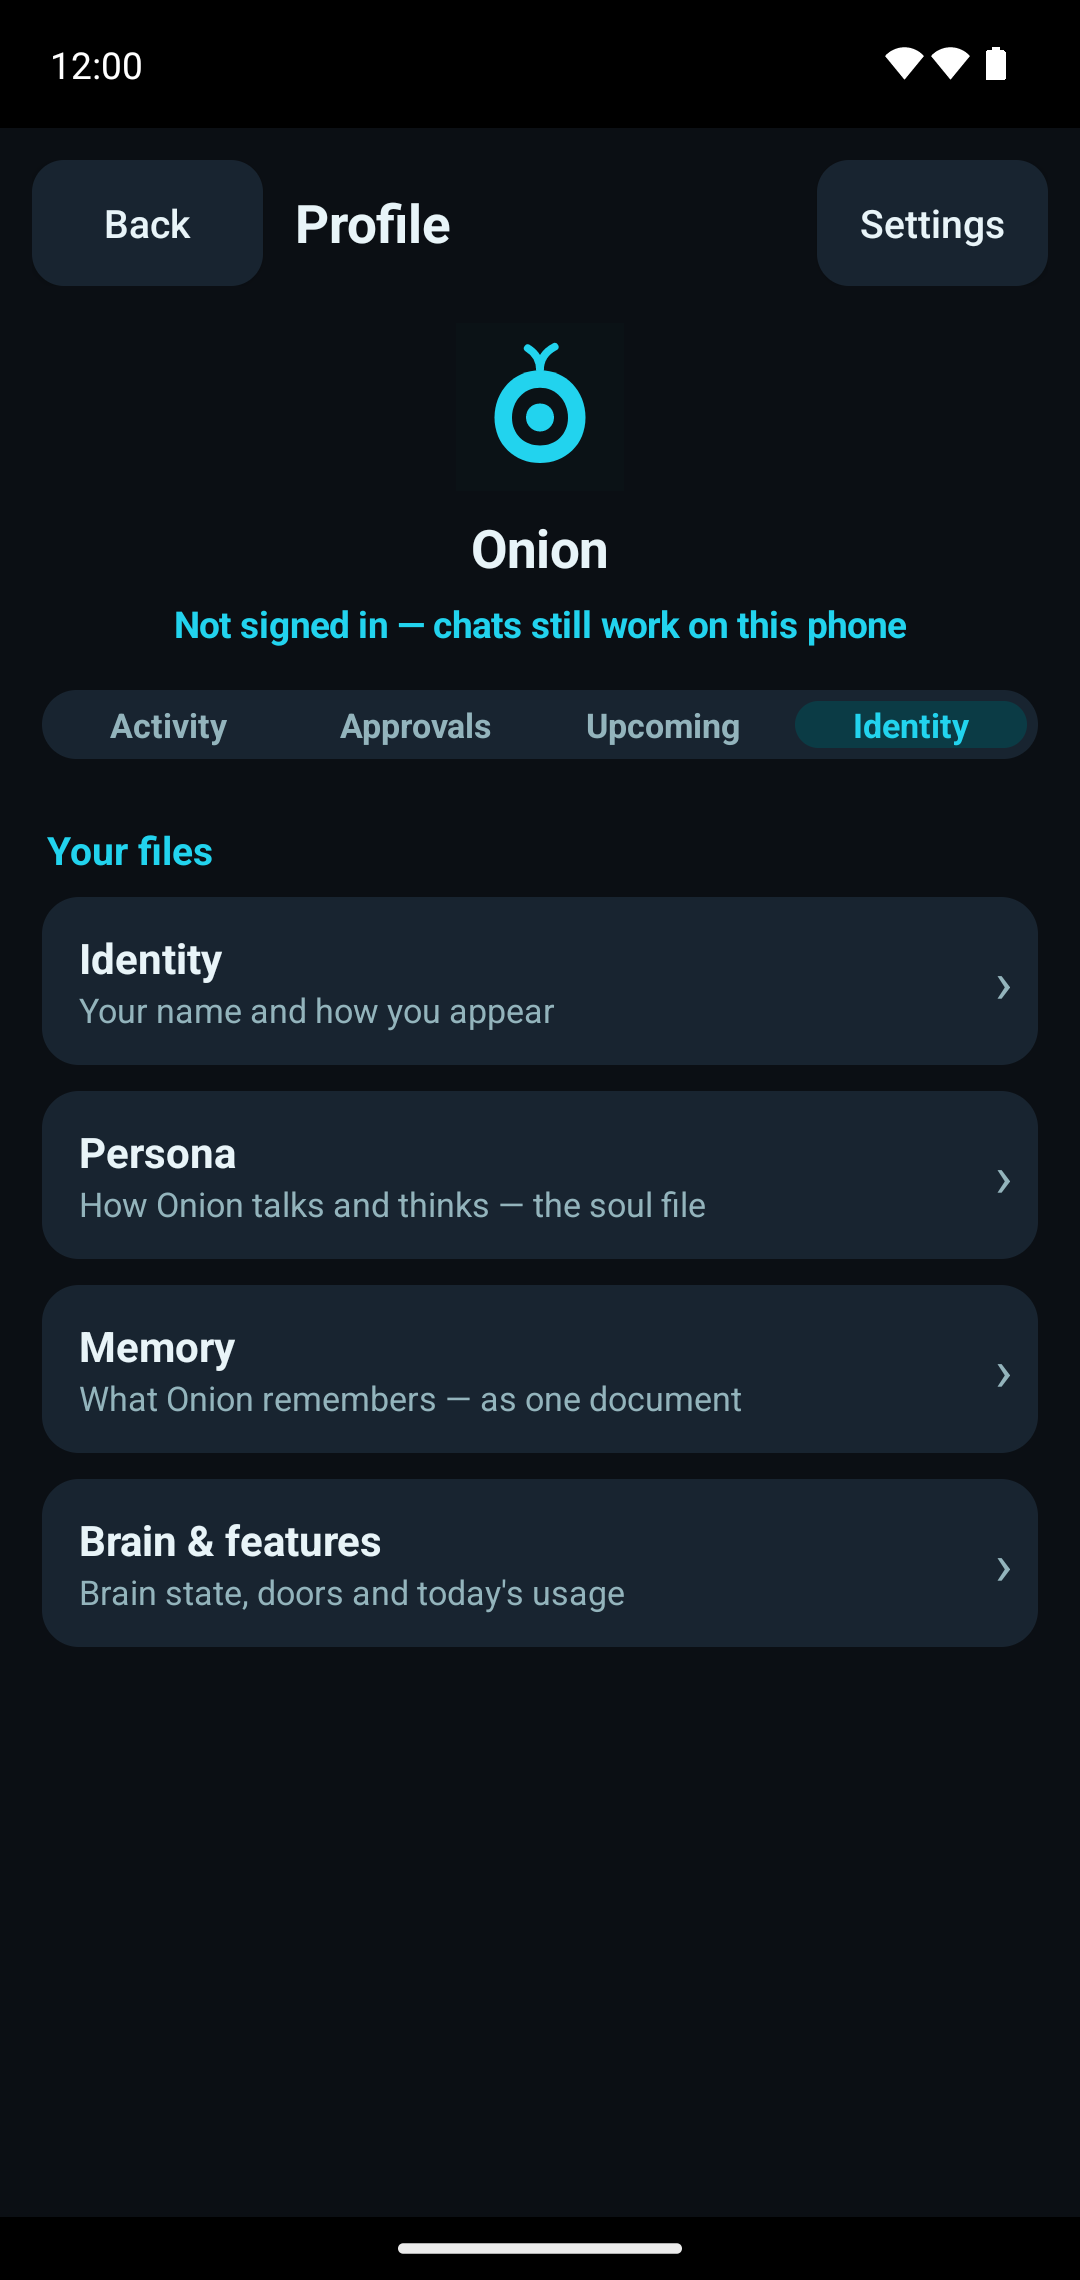 12:00
Back
Profile
Settings
Onion
Not signed in — chats still work on this phone
Activity
Approvals
Upcoming
Identity
Your files
Identity
Your name and how you appear
›
Persona
How Onion talks and thinks — the soul file
›
Memory
What Onion remembers — as one document
›
Brain & features
Brain state, doors and today's usage
›